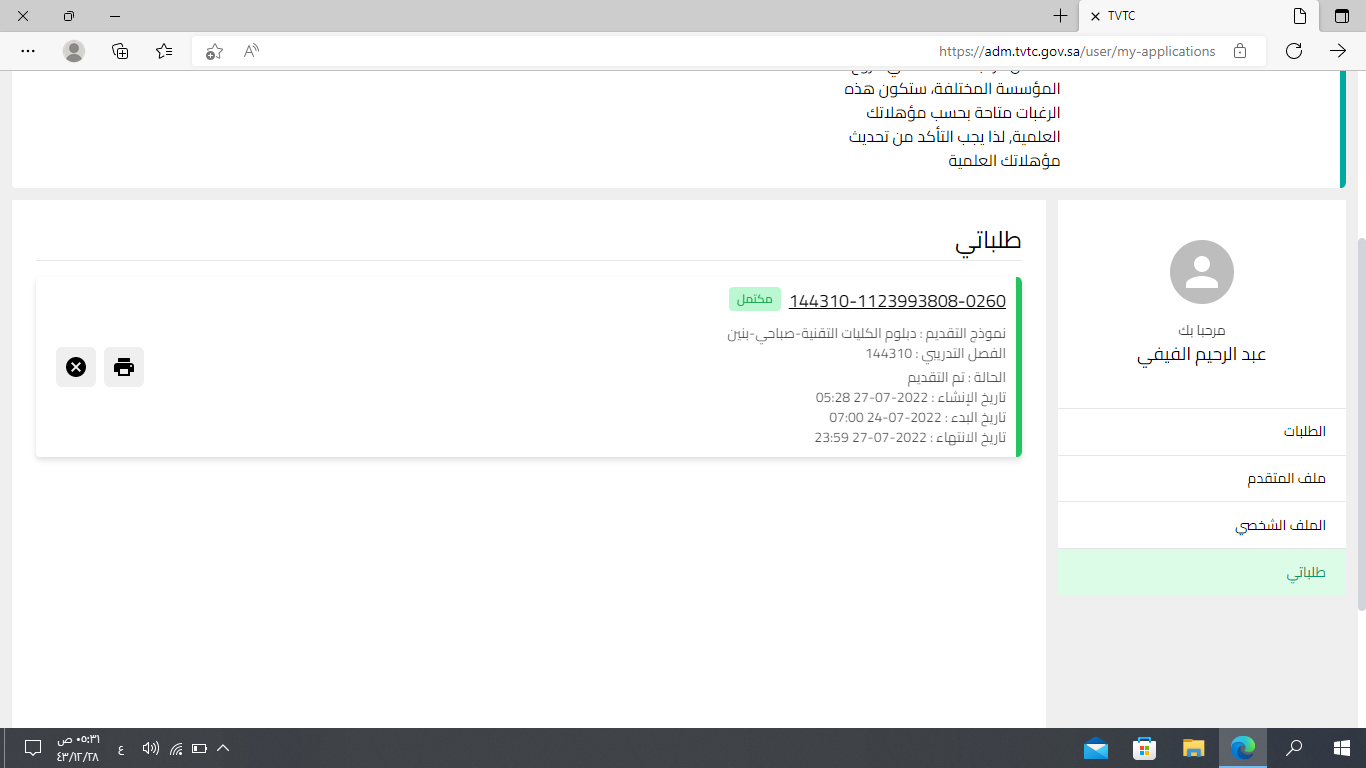 TVTC
https://adm.tvtc.gov.sa/user/my-applications
المؤسسة المختلفة، ستكون هذه
الرغبات متاحة بحسب مؤهلاتك
العلمية, لذا يجب التأكد من تحديث
مؤهلاتك العلمية
مرحبا بك
عبد الرحيم الفيفي
الطلبات
ملف المتقدم
الملف الشخصي
طلباتي
طلباتي
144310-1123993808-0260 مكتمل
نموذج التقديم : دبلوم الكليات التقنية-صباحي-بنين
الفصل التدريبي : 144310
الحالة : تم التقديم
تاريخ الإنشاء : 2022-07-27 05:28
تاريخ البدء : 2022-07-24 07:00
تاريخ الانتهاء : 2022-07-27 23:59
ع
٠٥:٣١ ص
٤٣/١٢/٢٨